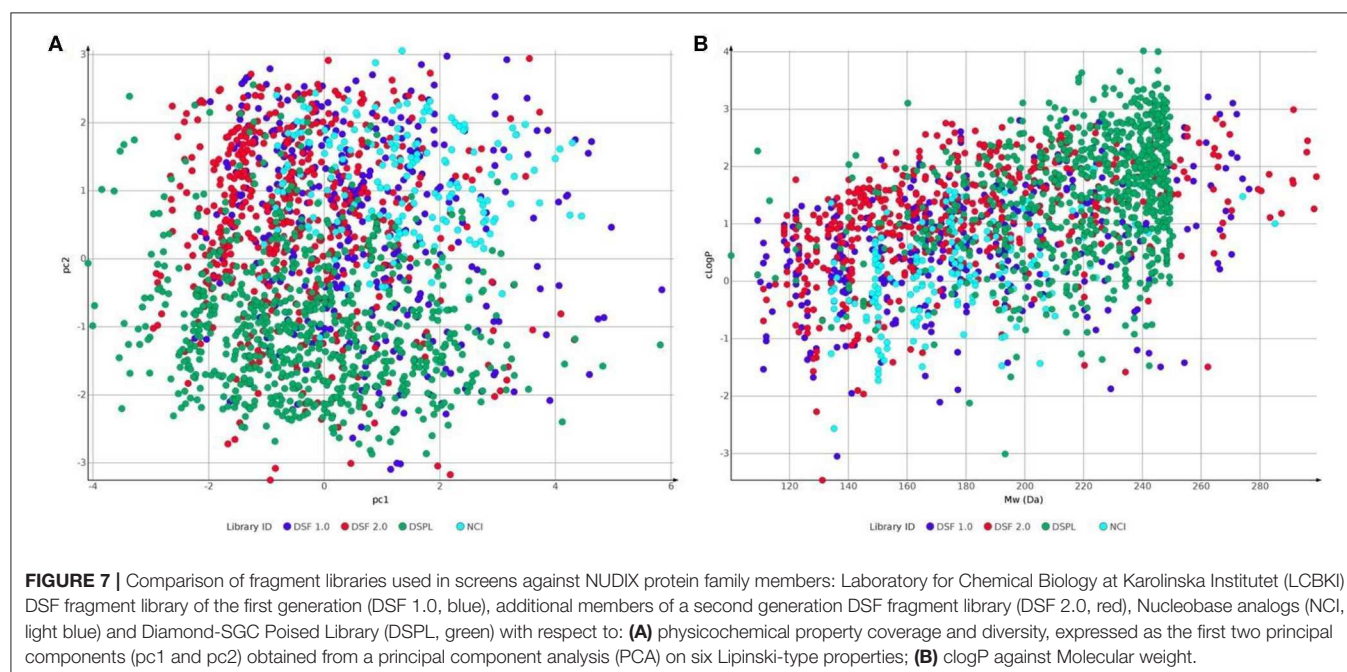 A
3
2
1
0
-1
-2
-3
pc2
-4
-2
0
2
4
6
pc1
Library ID DSF 1.0 DSF 2.0 DSPL NCI
B
4
3
2
1
0
-1
-2
-3
cLogP
120
140
160
180
200
220
240
260
280
Mw (Da)
Library ID DSF 1.0 DSF 2.0 DSPL NCI
FIGURE 7 | Comparison of fragment libraries used in screens against NUDIX protein family members: Laboratory for Chemical Biology at Karolinska Institutet (LCBKI)
DSF fragment library of the first generation (DSF 1.0, blue), additional members of a second generation DSF fragment library (DSF 2.0, red), Nucleobase analogs (NCI,
light blue) and Diamond-SGC Poised Library (DSPL, green) with respect to: (A) physicochemical property coverage and diversity, expressed as the first two principal
components (pc1 and pc2) obtained from a principal component analysis (PCA) on six Lipinski-type properties; (B) clogP against Molecular weight.